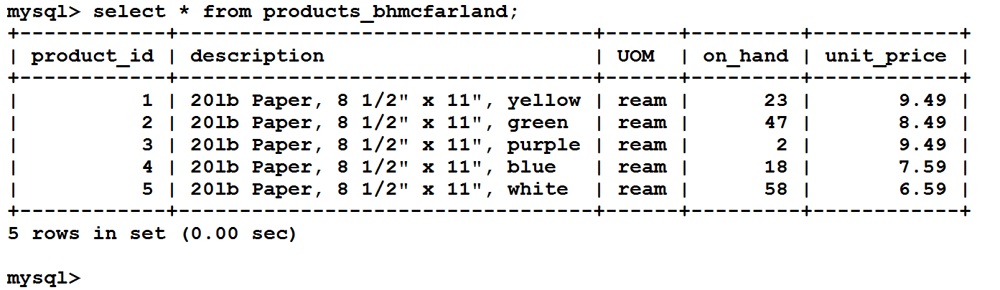 mysql> select * from products_bhmcfarland;
+------------+----------------------------------+------+---------+------------+
| product_id | description                      | UOM  | on_hand | unit_price |
+------------+----------------------------------+------+---------+------------+
|          1 | 20lb Paper, 8 1/2" x 11", yellow | ream |      23 |       9.49 |
|          2 | 20lb Paper, 8 1/2" x 11", green  | ream |      47 |       8.49 |
|          3 | 20lb Paper, 8 1/2" x 11", purple | ream |       2 |       9.49 |
|          4 | 20lb Paper, 8 1/2" x 11", blue   | ream |      18 |       7.59 |
|          5 | 20lb Paper, 8 1/2" x 11", white  | ream |      58 |       6.59 |
+------------+----------------------------------+------+---------+------------+
5 rows in set (0.00 sec)
mysql>